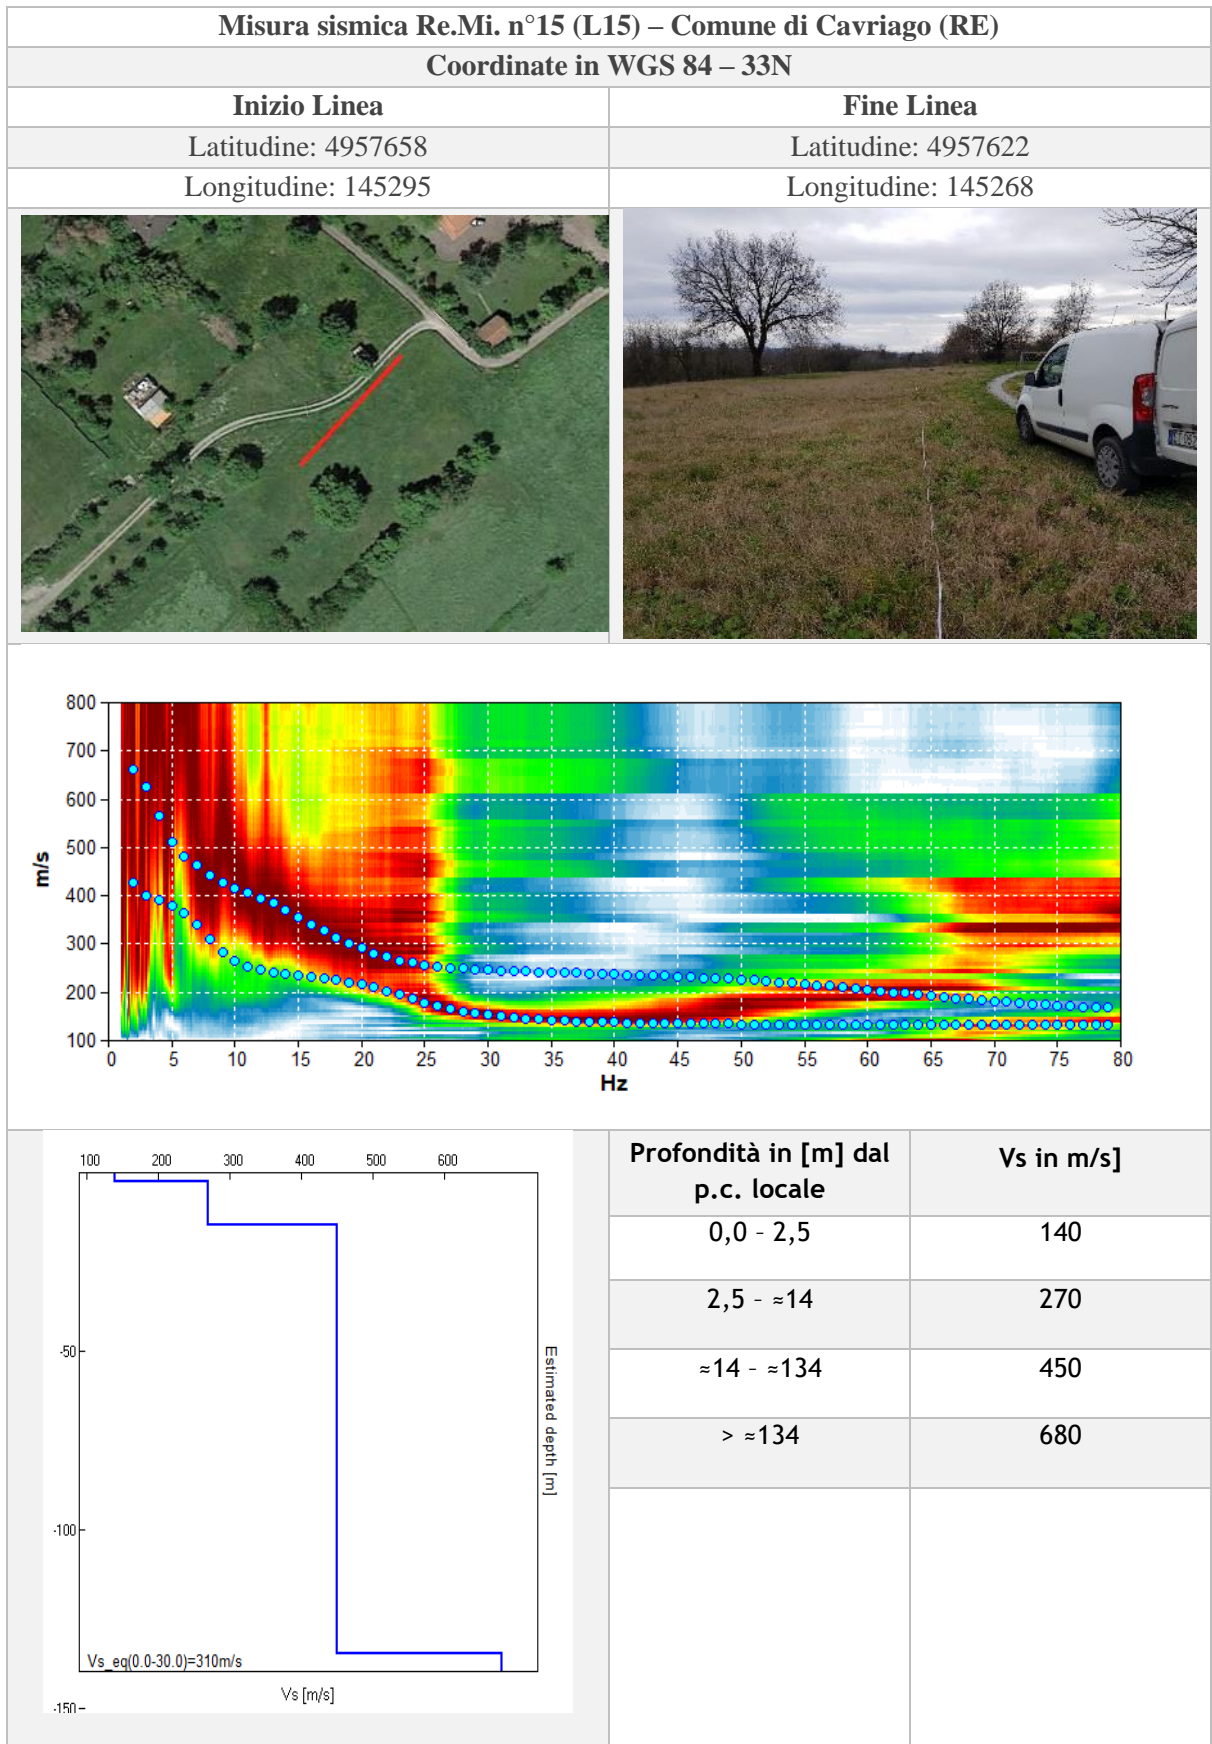 Misura sismica Re.Mi. n°15 (L15) – Comune di Cavriago (RE)
Coordinate in WGS 84 – 33N
Inizio Linea
Fine Linea
Latitudine: 4957658
Latitudine: 4957622
Longitudine: 145295
Longitudine: 145268
800
700
600
500
400
300
200
100
m/s
0 5 10 15 20 25 30 35 40 45 50 55 60 65 70 75 80
Hz
100 200 300 400 500 600
-50
-100
-150
Estimated depth [m]
Vs_eq(0.0-30.0)=310m/s
Vs [m/s]
Profondità in [m] dal
p.c. locale
Vs in m/s]
0,0 – 2,5
140
2,5 – ≈14
270
≈14 – ≈134
450
> ≈134
680